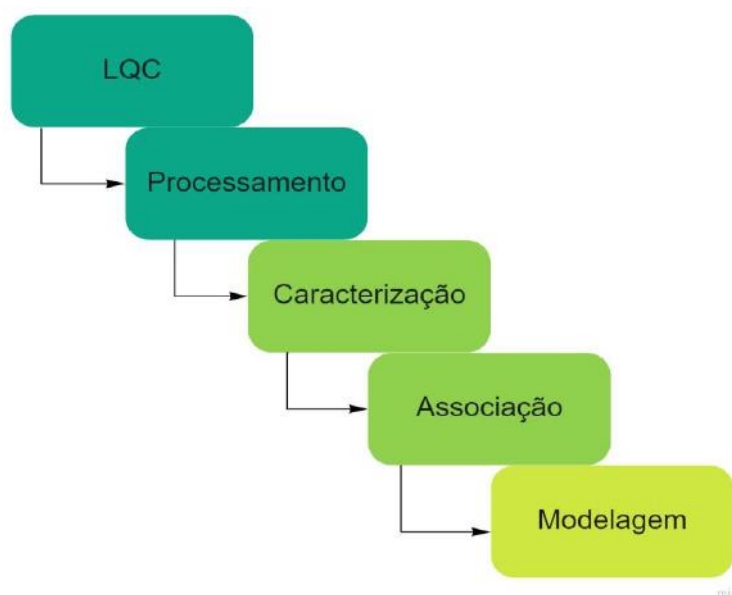 LQC
Processamento
Caracterização
Associação
Modelagem